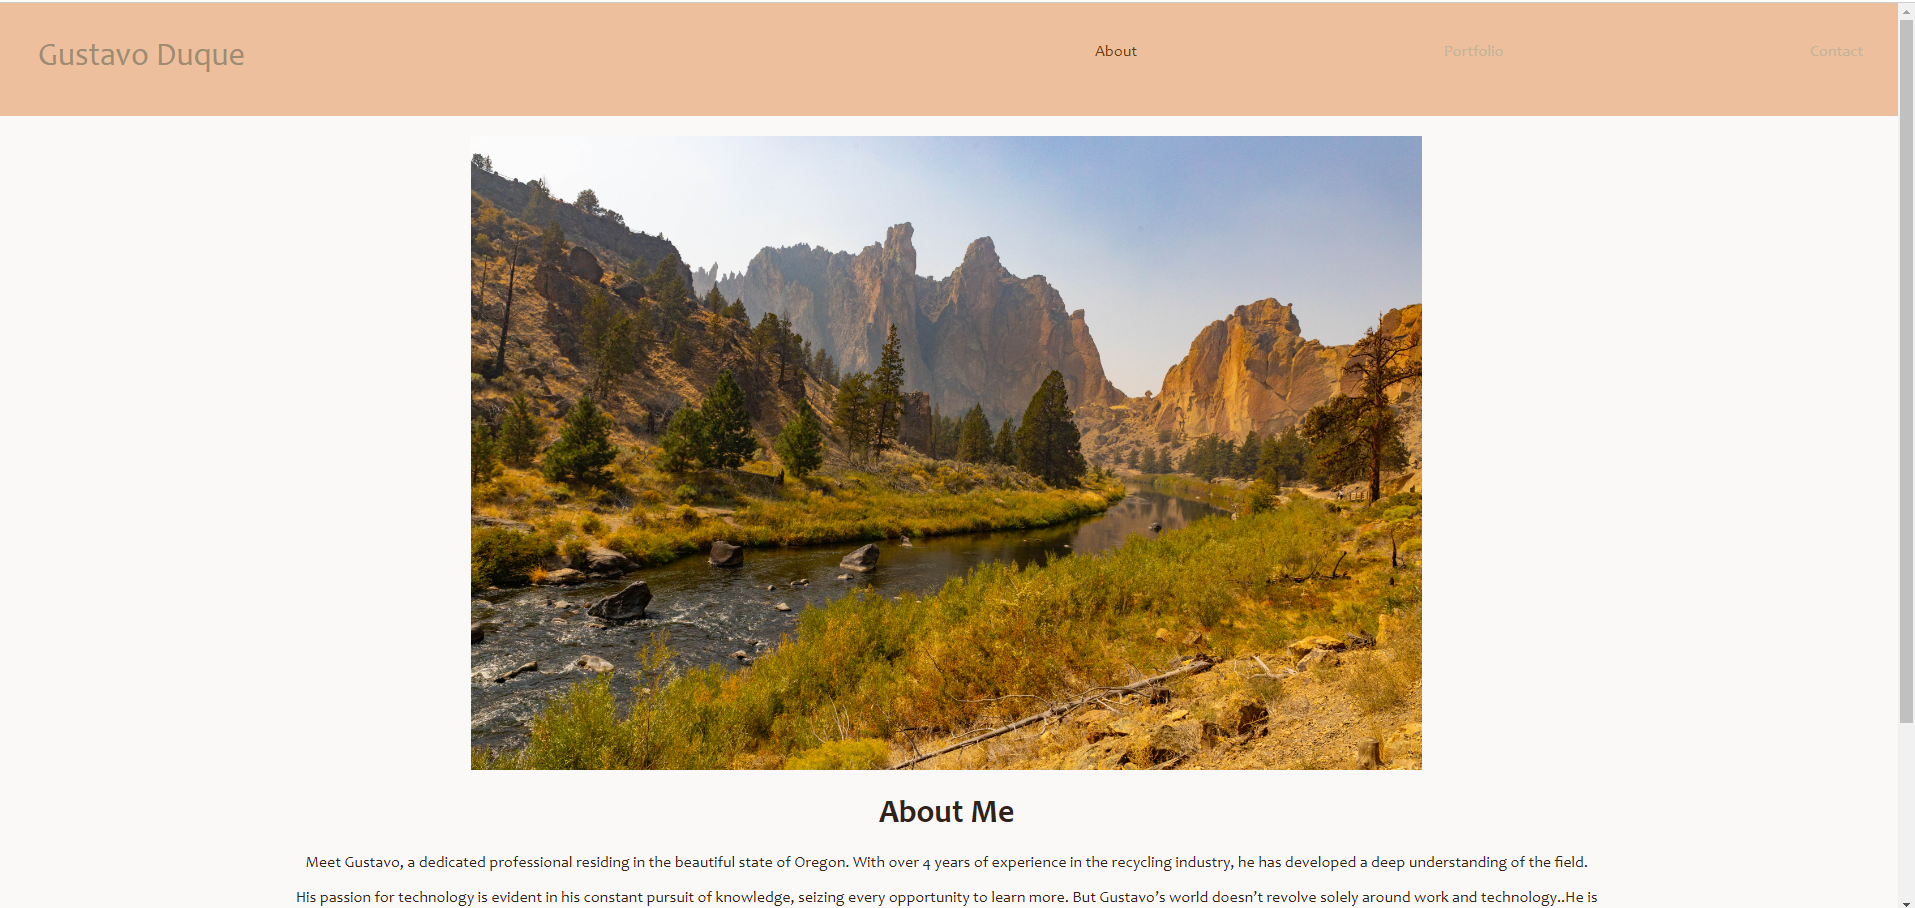 Gustavo Duque
About
Portfolio
Contact
About Me
Meet Gustavo, a dedicated professional residing in the beautiful state of Oregon. With over 4 years of experience in the recycling industry, he has developed a deep understanding of the field.
His passion for technology is evident in his constant pursuit of knowledge, seizing every opportunity to learn more. But Gustavo’s world doesn’t revolve solely around work and technology..He is